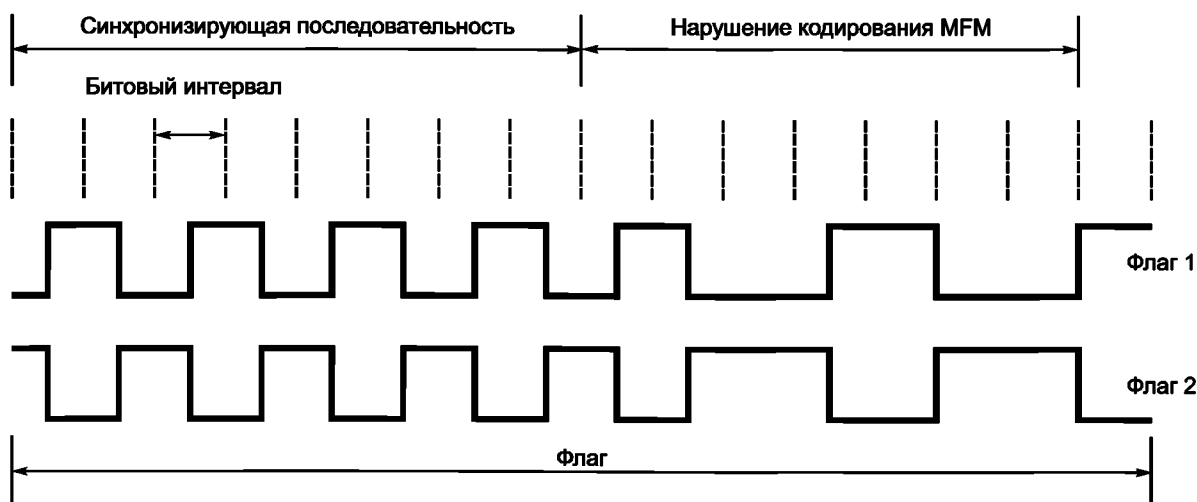 Синхронизирующая последовательность
Нарушение кодирования MFM
Битовый интервал
Флаг 1
Флаг 2
Флаг